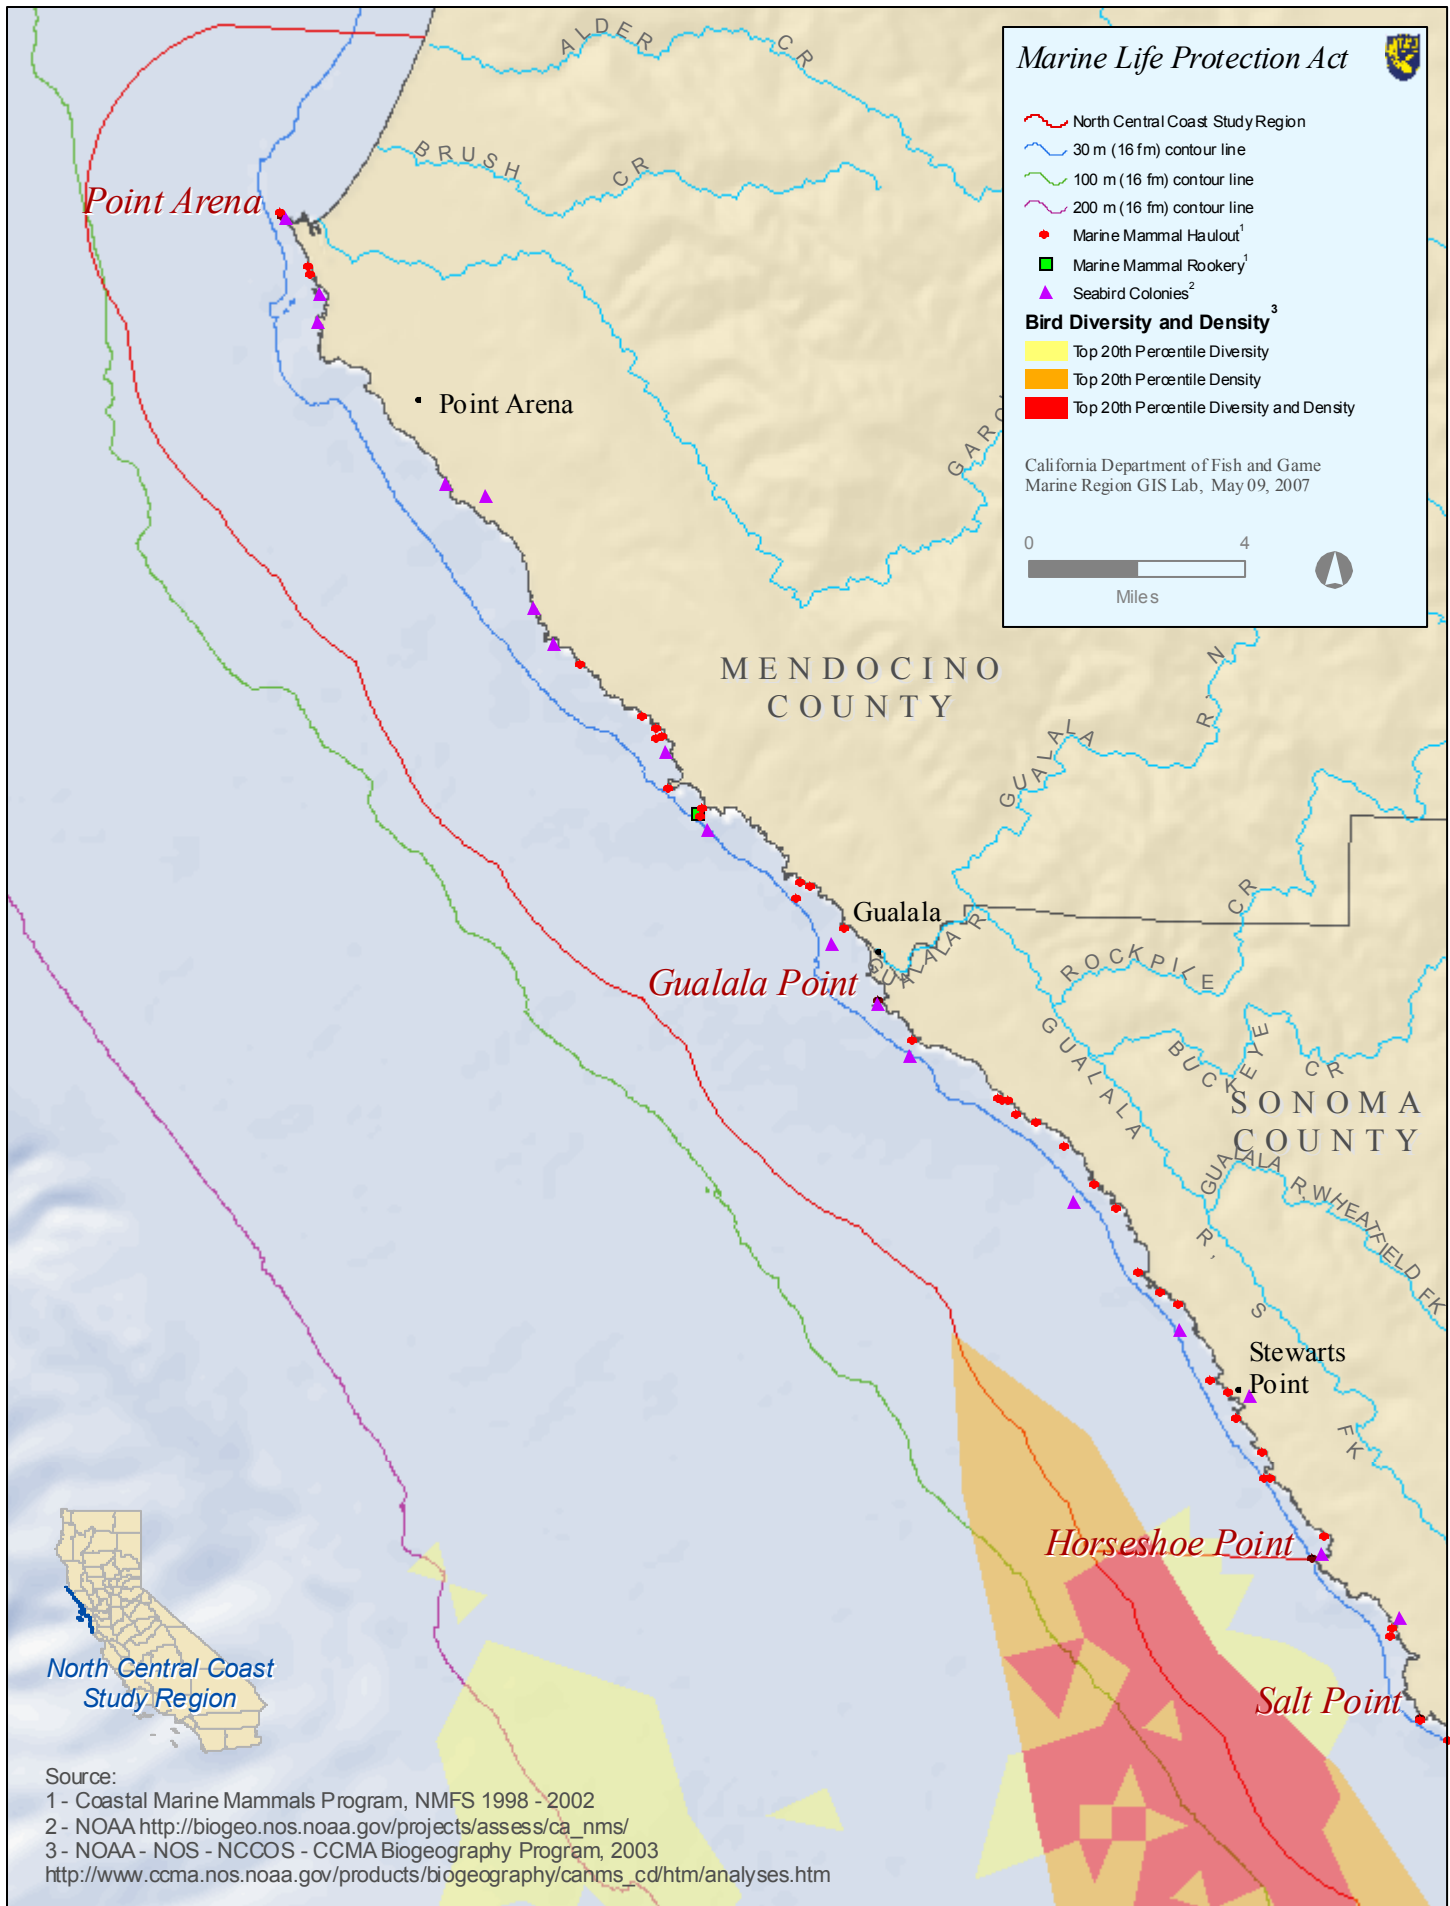 Marine Life Protection Act
North Central Coast Study Region
30 m (16 fm) contour line
100 m (16 fm) contour line
200 m (16 fm) contour line
Marine Mammal Haulout1
Marine Mammal Rookery1
Seabird Colonies2
Bird Diversity and Density3
Top 20th Percentile Diversity
Top 20th Percentile Density
Top 20th Percentile Diversity and Density
California Department of Fish and Game
Marine Region GIS Lab, May 09, 2007
0 4
Miles
ALDER CR
BRUSH CR
Point Arena
Point Arena
MENDOCINO
COUNTY
GUALALA R, N
Gualala
GUALALA R
Gualala Point
ROCKPILE CR
BUCKEYE CR
GUALALA R, S FK
SONOMA
COUNTY
GUALALA R, WHEATFIELD FK
Stewarts
Point
Horseshoe Point
Salt Point
North Central Coast
Study Region
Source:
1 - Coastal Marine Mammals Program, NMFS 1998 - 2002
2 - NOAA http://biogeo.nos.noaa.gov/projects/assess/ca_nms/
3 - NOAA - NOS - NCCOS - CCMA Biogeography Program, 2003
http://www.ccma.nos.noaa.gov/products/biogeography/canms_cd/htm/analyses.htm